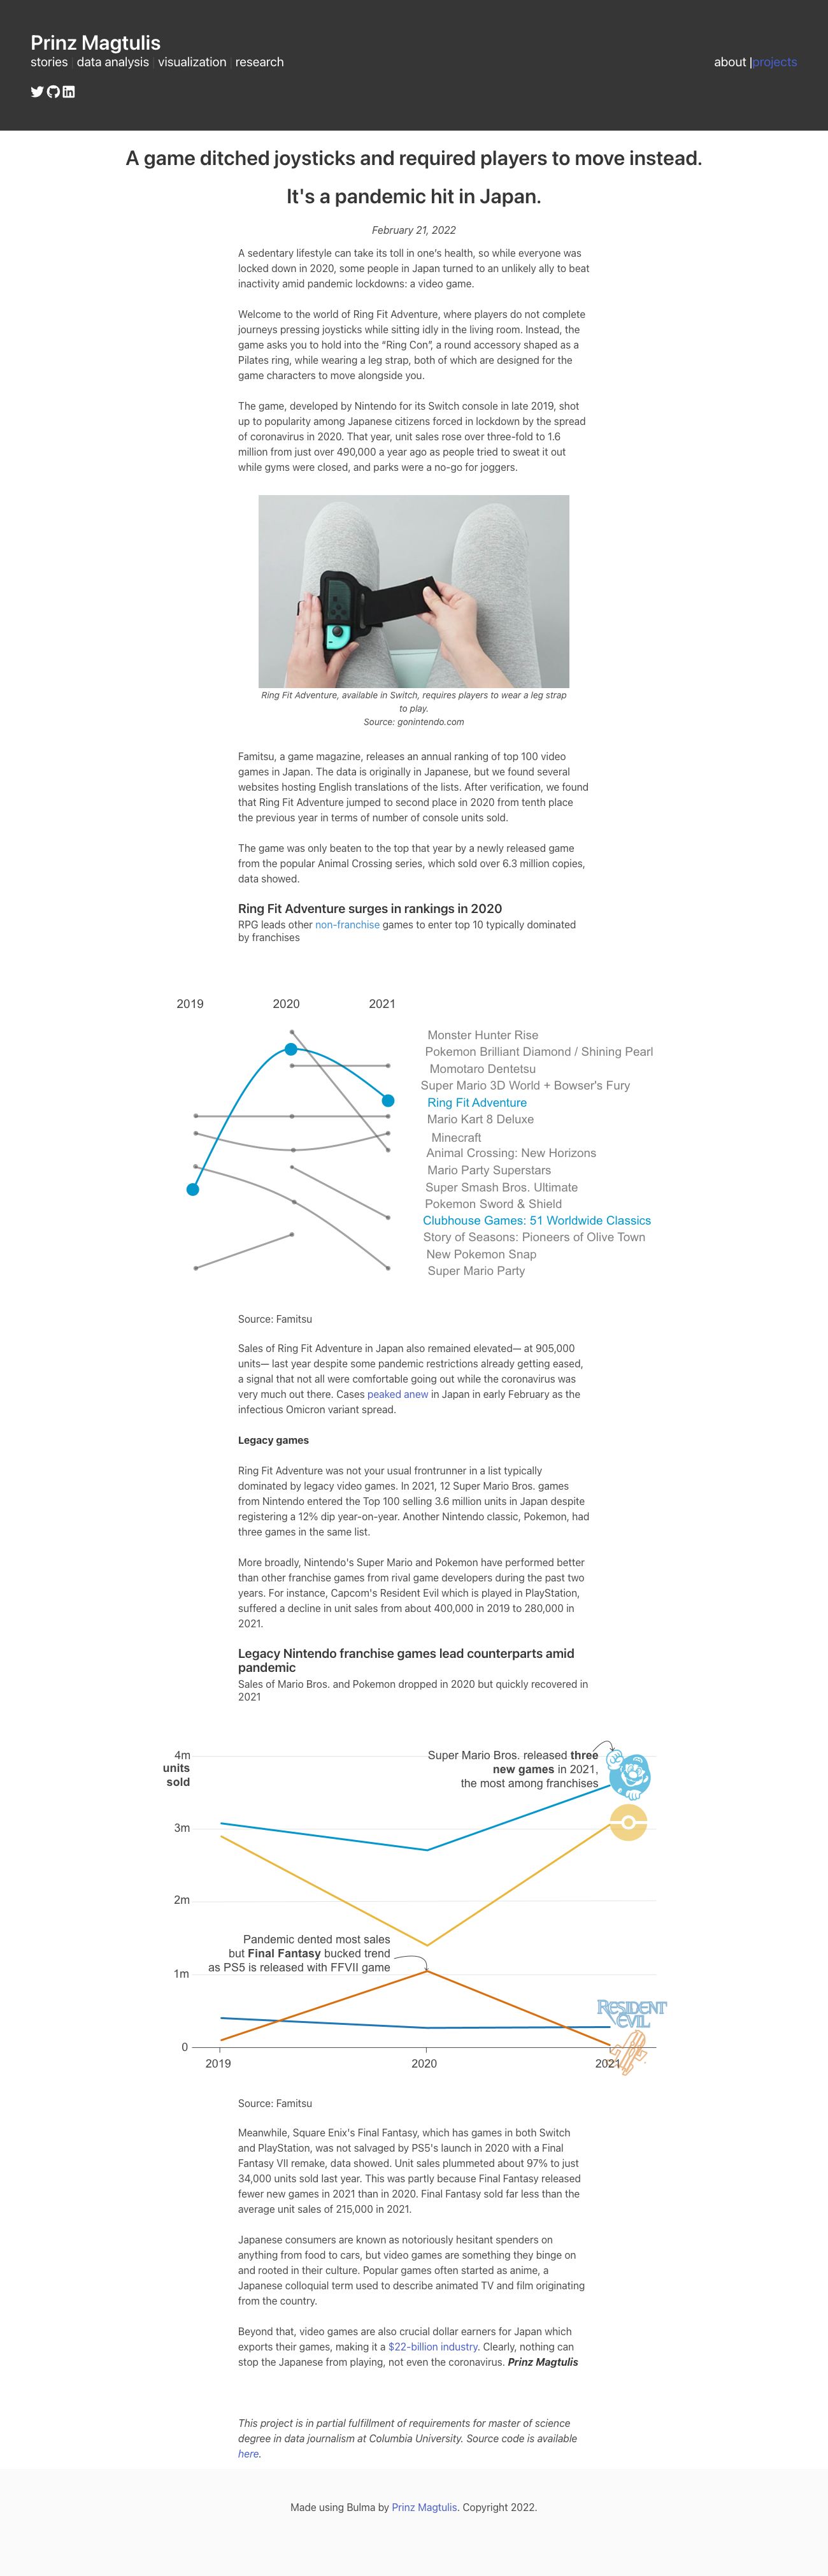 Prinz Magtulis
stories | data analysis | visualization | research
about |projects
A game ditched joysticks and required players to move instead.
It's a pandemic hit in Japan.
February 21, 2022
A sedentary lifestyle can take its toll in one's health, so while everyone was
locked down in 2020, some people in Japan turned to an unlikely ally to beat
inactivity amid pandemic lockdowns: a video game.
Welcome to the world of Ring Fit Adventure, where players do not complete
journeys pressing joysticks while sitting idly in the living room. Instead, the
game asks you to hold into the “Ring Con”, a round accessory shaped as a
Pilates ring, while wearing a leg strap, both of which are designed for the
game characters to move alongside you.
The game, developed by Nintendo for its Switch console in late 2019, shot
up to popularity among Japanese citizens forced in lockdown by the spread
of coronavirus in 2020. That year, unit sales rose over three-fold to 1.6
million from just over 490,000 a year ago as people tried to sweat it out
while gyms were closed, and parks were a no-go for joggers.
Ring Fit Adventure, available in Switch, requires players to wear a leg strap
to play.
Source: gonintendo.com
Famitsu, a game magazine, releases an annual ranking of top 100 video
games in Japan. The data is originally in Japanese, but we found several
websites hosting English translations of the lists. After verification, we found
that Ring Fit Adventure jumped to second place in 2020 from tenth place
the previous year in terms of number of console units sold.
The game was only beaten to the top that year by a newly released game
from the popular Animal Crossing series, which sold over 6.3 million copies,
data showed.
Ring Fit Adventure surges in rankings in 2020
RPG leads other non-franchise games to enter top 10 typically dominated
by franchises
2019 2020 2021
Monster Hunter Rise
Pokemon Brilliant Diamond / Shining Pearl
Momotaro Dentetsu
Super Mario 3D World + Bowser's Fury
Ring Fit Adventure
Mario Kart 8 Deluxe
Minecraft
Animal Crossing: New Horizons
Mario Party Superstars
Super Smash Bros. Ultimate
Pokemon Sword & Shield
Clubhouse Games: 51 Worldwide Classics
Story of Seasons: Pioneers of Olive Town
New Pokemon Snap
Super Mario Party
Source: Famitsu
Sales of Ring Fit Adventure in Japan also remained elevated— at 905,000
units— last year despite some pandemic restrictions already getting eased,
a signal that not all were comfortable going out while the coronavirus was
very much out there. Cases peaked anew in Japan in early February as the
infectious Omicron variant spread.
Legacy games
Ring Fit Adventure was not your usual frontrunner in a list typically
dominated by legacy video games. In 2021, 12 Super Mario Bros. games
from Nintendo entered the Top 100 selling 3.6 million units in Japan despite
registering a 12% dip year-on-year. Another Nintendo classic, Pokemon, had
three games in the same list.
More broadly, Nintendo's Super Mario and Pokemon have performed better
than other franchise games from rival game developers during the past two
years. For instance, Capcom's Resident Evil which is played in PlayStation,
suffered a decline in unit sales from about 400,000 in 2019 to 280,000 in
2021.
Legacy Nintendo franchise games lead counterparts amid
pandemic
Sales of Mario Bros. and Pokemon dropped in 2020 but quickly recovered in
2021
4m
units
sold
Super Mario Bros. released three
new games in 2021,
the most among franchises
3m
2m
Pandemic dented most sales
but Final Fantasy bucked trend
as PS5 is released with FFVII game
1m
RESIDENT
EVIL
0
2019 2020 2021
Source: Famitsu
Meanwhile, Square Enix's Final Fantasy, which has games in both Switch
and PlayStation, was not salvaged by PS5's launch in 2020 with a Final
Fantasy VII remake, data showed. Unit sales plummeted about 97% to just
34,000 units sold last year. This was partly because Final Fantasy released
fewer new games in 2021 than in 2020. Final Fantasy sold far less than the
average unit sales of 215,000 in 2021.
Japanese consumers are known as notoriously hesitant spenders on
anything from food to cars, but video games are something they binge on
and rooted in their culture. Popular games often started as anime, a
Japanese colloquial term used to describe animated TV and film originating
from the country.
Beyond that, video games are also crucial dollar earners for Japan which
exports their games, making it a $22-billion industry. Clearly, nothing can
stop the Japanese from playing, not even the coronavirus. Prinz Magtulis
This project is in partial fulfillment of requirements for master of science
degree in data journalism at Columbia University. Source code is available
here.
Made using Bulma by Prinz Magtulis. Copyright 2022.